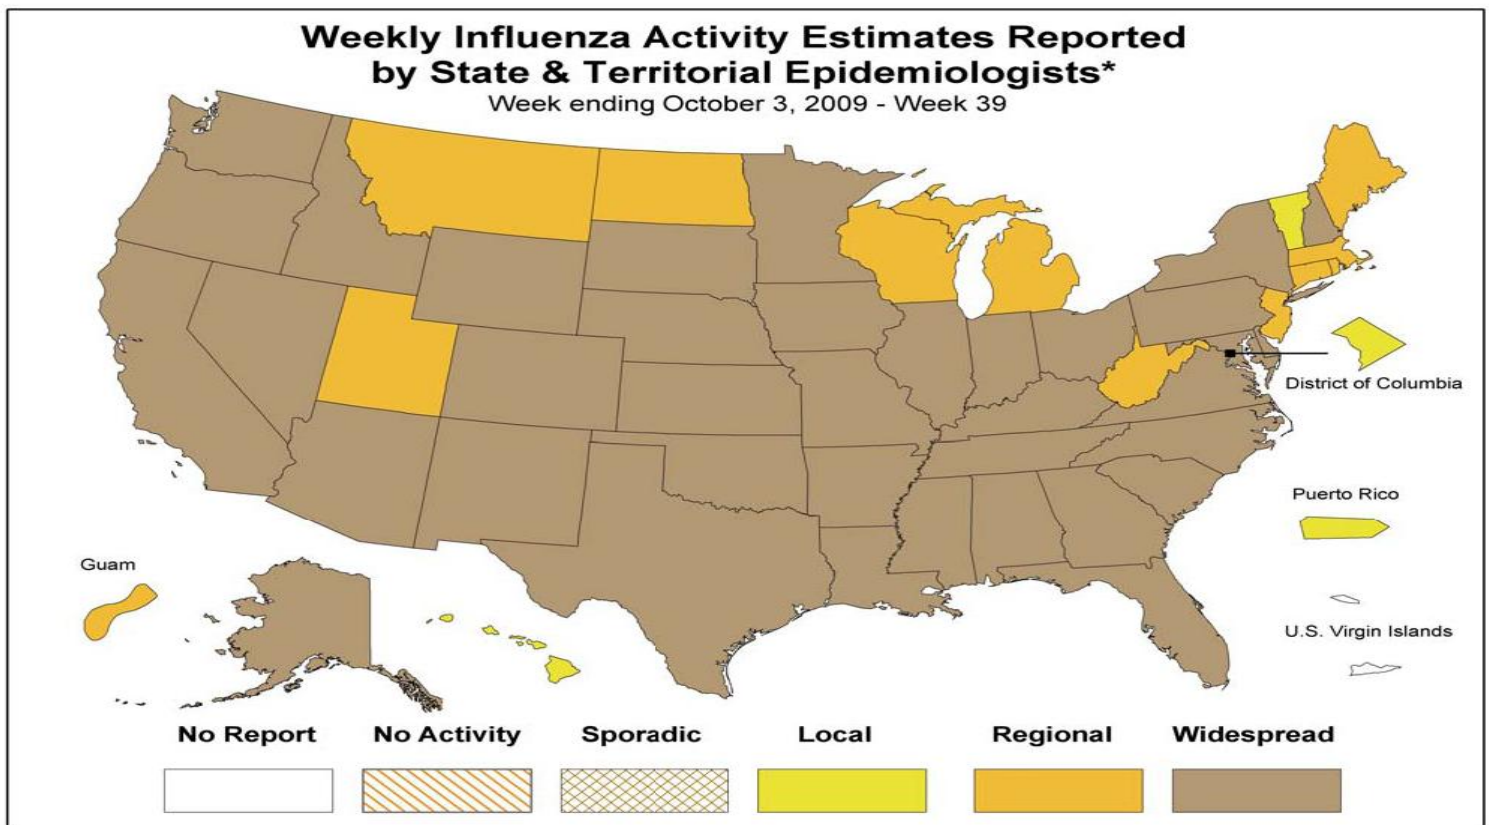 Weekly Influenza Activity Estimates Reported
by State & Territorial Epidemiologists*
Week ending October 3, 2009 - Week 39
District of Columbia
Puerto Rico
Guam
U.S. Virgin Islands
No Report No Activity Sporadic Local Regional Widespread